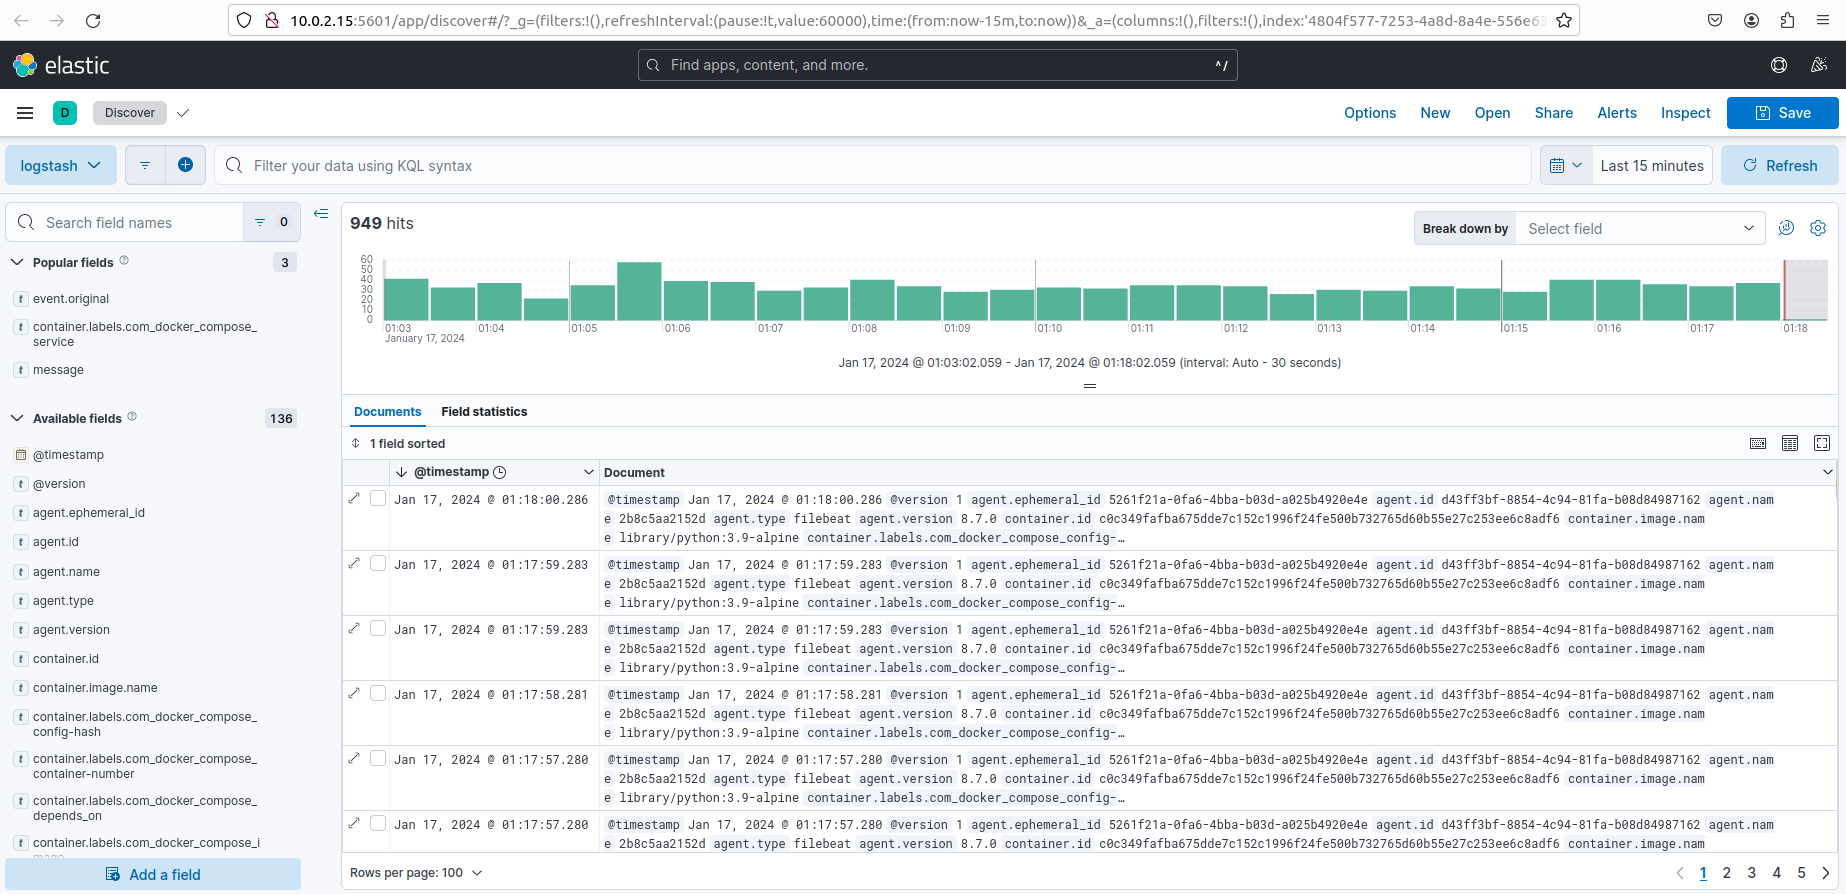 10.0.2.15:5601/app/discover#/?_g=(filters:!(),refreshInterval:(pause:!t,value:60000),time:(from:now-15m,to:now))&_a=(columns:!(),filters:!(),index:'4804f577-7253-4a8d-8a4e-556e63
elastic
Find apps, content, and more.
^/
D
Discover
Options
New
Open
Share
Alerts
Inspect
Save
logstash
Filter your data using KQL syntax
Last 15 minutes
Refresh
Search field names
0
Popular fields
3
event.original
container.labels.com_docker_compose_
service
message
Available fields
136
@timestamp
@version
agent.ephemeral_id
agent.id
agent.name
agent.type
agent.version
container.id
container.image.name
container.labels.com_docker_compose_
config-hash
container.labels.com_docker_compose_
container-number
container.labels.com_docker_compose_
depends_on
container.labels.com_docker_compose_i
Add a field
949 hits
Break down by
Select field
60
50
40
30
20
10
0
01:03 01:04 01:05 01:06 01:07 01:08 01:09 01:10 01:11 01:12 01:13 01:14 01:15 01:16 01:17 01:18
January 17, 2024
Jan 17, 2024 @ 01:03:02.059 - Jan 17, 2024 @ 01:18:02.059 (interval: Auto - 30 seconds)
Documents
Field statistics
1 field sorted
@timestamp
Document
Jan 17, 2024 @ 01:18:00.286
@timestamp Jan 17, 2024 @ 01:18:00.286 @version 1 agent.ephemeral_id 5261f21a-0fa6-4bba-b03d-a025b4920e4e agent.id d43ff3bf-8854-4c94-81fa-b08d84987162 agent.nam
e 2b8c5aa2152d agent.type filebeat agent.version 8.7.0 container.id c0c349fafba675dde7c152c1996f24fe500b732765d60b55e27c253ee6c8adf6 container.image.nam
e library/python:3.9-alpine container.labels.com_docker_compose_config-…
Jan 17, 2024 @ 01:17:59.283
@timestamp Jan 17, 2024 @ 01:17:59.283 @version 1 agent.ephemeral_id 5261f21a-0fa6-4bba-b03d-a025b4920e4e agent.id d43ff3bf-8854-4c94-81fa-b08d84987162 agent.nam
e 2b8c5aa2152d agent.type filebeat agent.version 8.7.0 container.id c0c349fafba675dde7c152c1996f24fe500b732765d60b55e27c253ee6c8adf6 container.image.nam
e library/python:3.9-alpine container.labels.com_docker_compose_config-…
Jan 17, 2024 @ 01:17:59.283
@timestamp Jan 17, 2024 @ 01:17:59.283 @version 1 agent.ephemeral_id 5261f21a-0fa6-4bba-b03d-a025b4920e4e agent.id d43ff3bf-8854-4c94-81fa-b08d84987162 agent.nam
e 2b8c5aa2152d agent.type filebeat agent.version 8.7.0 container.id c0c349fafba675dde7c152c1996f24fe500b732765d60b55e27c253ee6c8adf6 container.image.nam
e library/python:3.9-alpine container.labels.com_docker_compose_config-…
Jan 17, 2024 @ 01:17:58.281
@timestamp Jan 17, 2024 @ 01:17:58.281 @version 1 agent.ephemeral_id 5261f21a-0fa6-4bba-b03d-a025b4920e4e agent.id d43ff3bf-8854-4c94-81fa-b08d84987162 agent.nam
e 2b8c5aa2152d agent.type filebeat agent.version 8.7.0 container.id c0c349fafba675dde7c152c1996f24fe500b732765d60b55e27c253ee6c8adf6 container.image.nam
e library/python:3.9-alpine container.labels.com_docker_compose_config-…
Jan 17, 2024 @ 01:17:57.280
@timestamp Jan 17, 2024 @ 01:17:57.280 @version 1 agent.ephemeral_id 5261f21a-0fa6-4bba-b03d-a025b4920e4e agent.id d43ff3bf-8854-4c94-81fa-b08d84987162 agent.nam
e 2b8c5aa2152d agent.type filebeat agent.version 8.7.0 container.id c0c349fafba675dde7c152c1996f24fe500b732765d60b55e27c253ee6c8adf6 container.image.nam
e library/python:3.9-alpine container.labels.com_docker_compose_config-…
Jan 17, 2024 @ 01:17:57.280
@timestamp Jan 17, 2024 @ 01:17:57.280 @version 1 agent.ephemeral_id 5261f21a-0fa6-4bba-b03d-a025b4920e4e agent.id d43ff3bf-8854-4c94-81fa-b08d84987162 agent.nam
e 2b8c5aa2152d agent.type filebeat agent.version 8.7.0 container.id c0c349fafba675dde7c152c1996f24fe500b732765d60b55e27c253ee6c8adf6 container.image.nam
Rows per page: 100
1 2 3 4 5